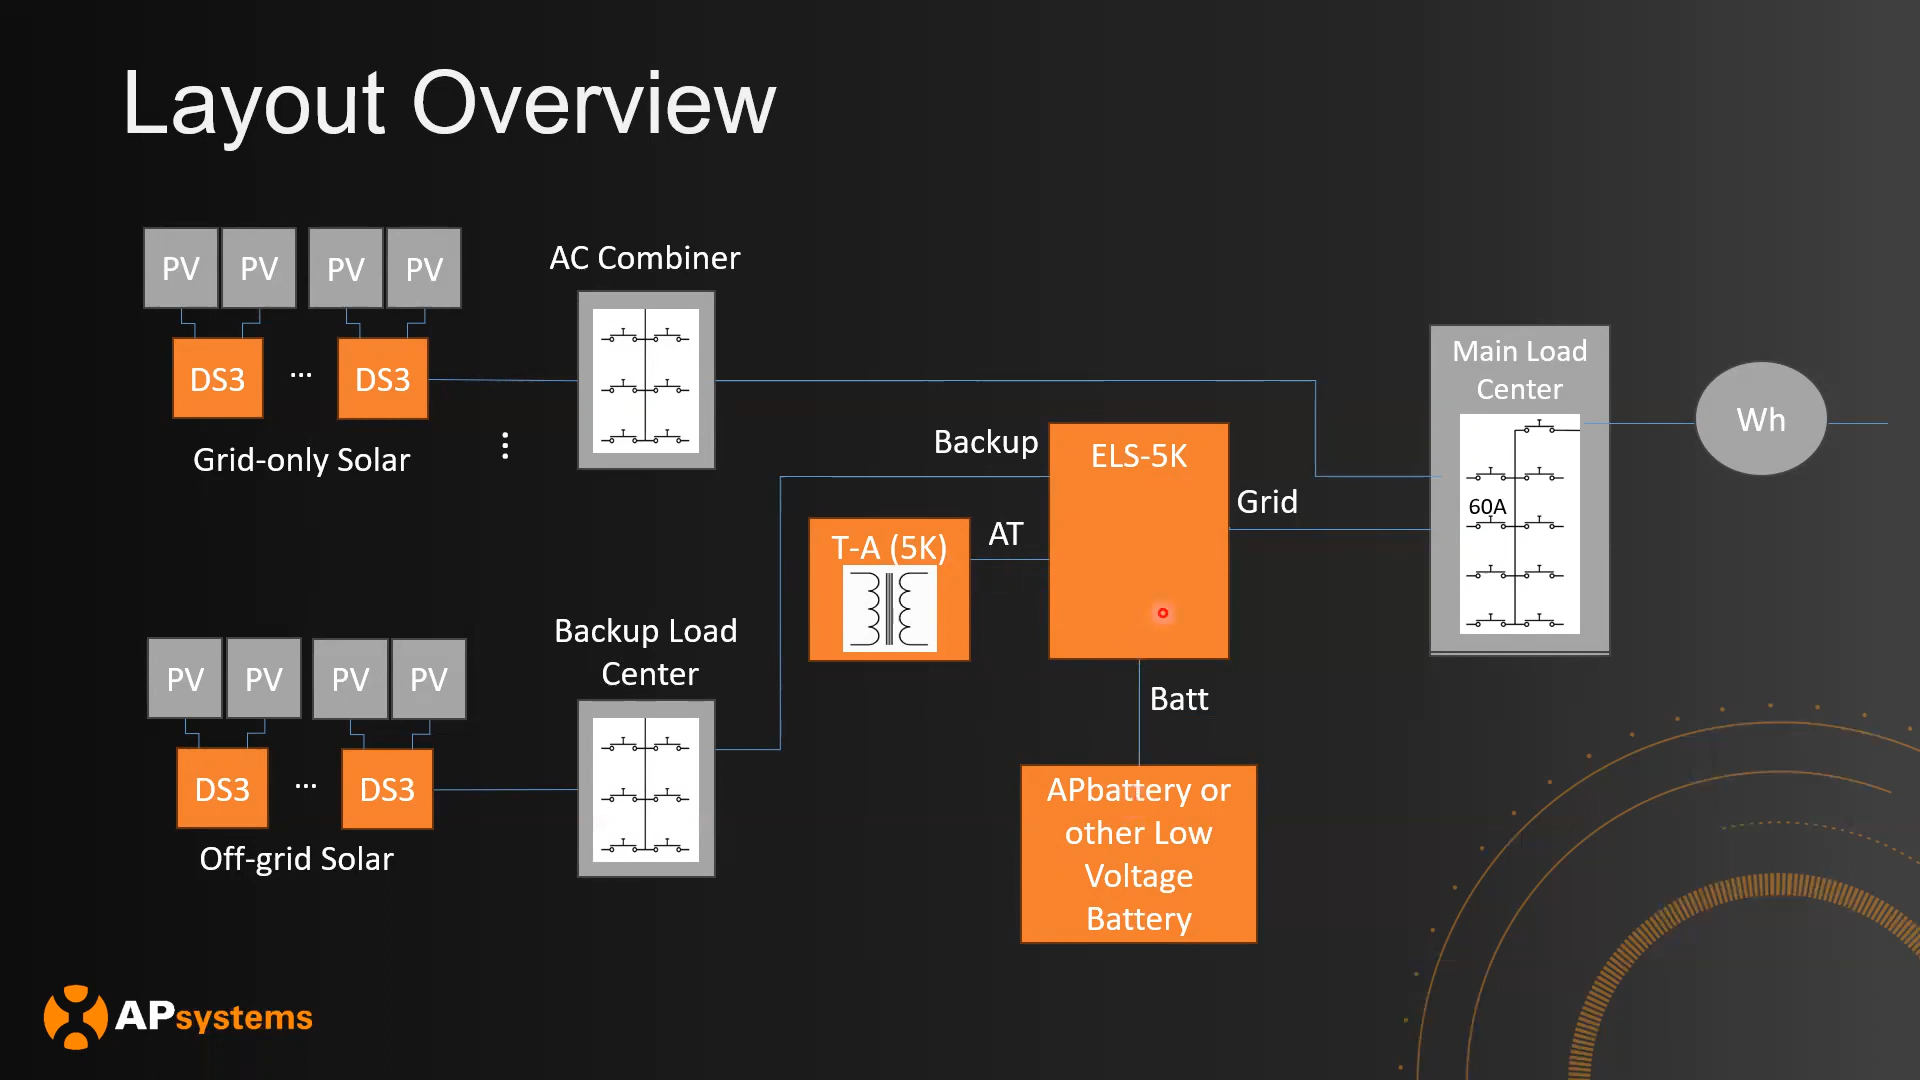 Layout Overview
PV PV PV PV
AC Combiner
DS3 ... DS3
Grid-only Solar
Main Load
Center
60A
Wh
Backup
ELS-5K
Grid
T-A (5K)
AT
Batt
Backup Load
Center
PV PV PV PV
DS3 ... DS3
Off-grid Solar
APbattery or
other Low
Voltage
Battery
APsystems